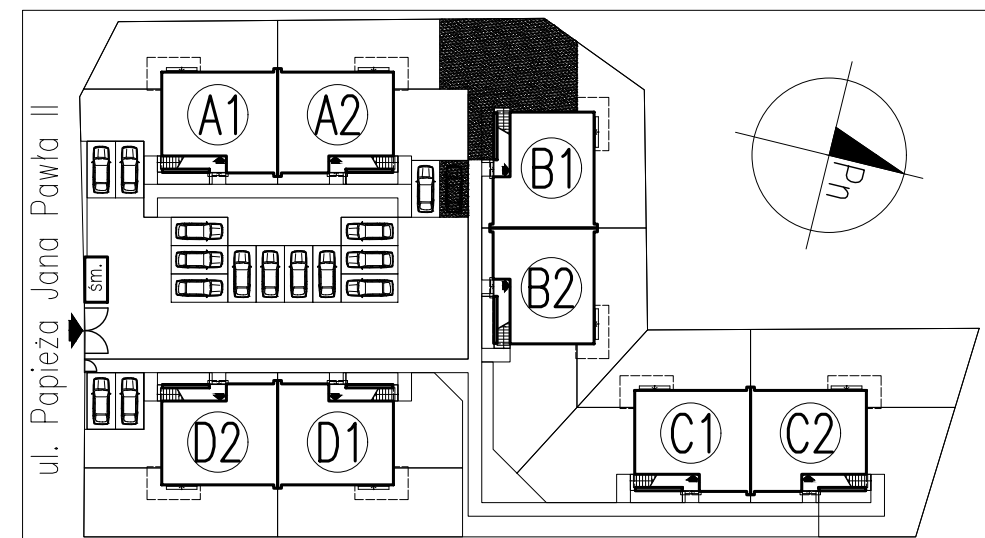 ul. Papieża Jana Pawła II
A1
A2
B1
B2
śm.
D2
D1
C1
C2
Pn